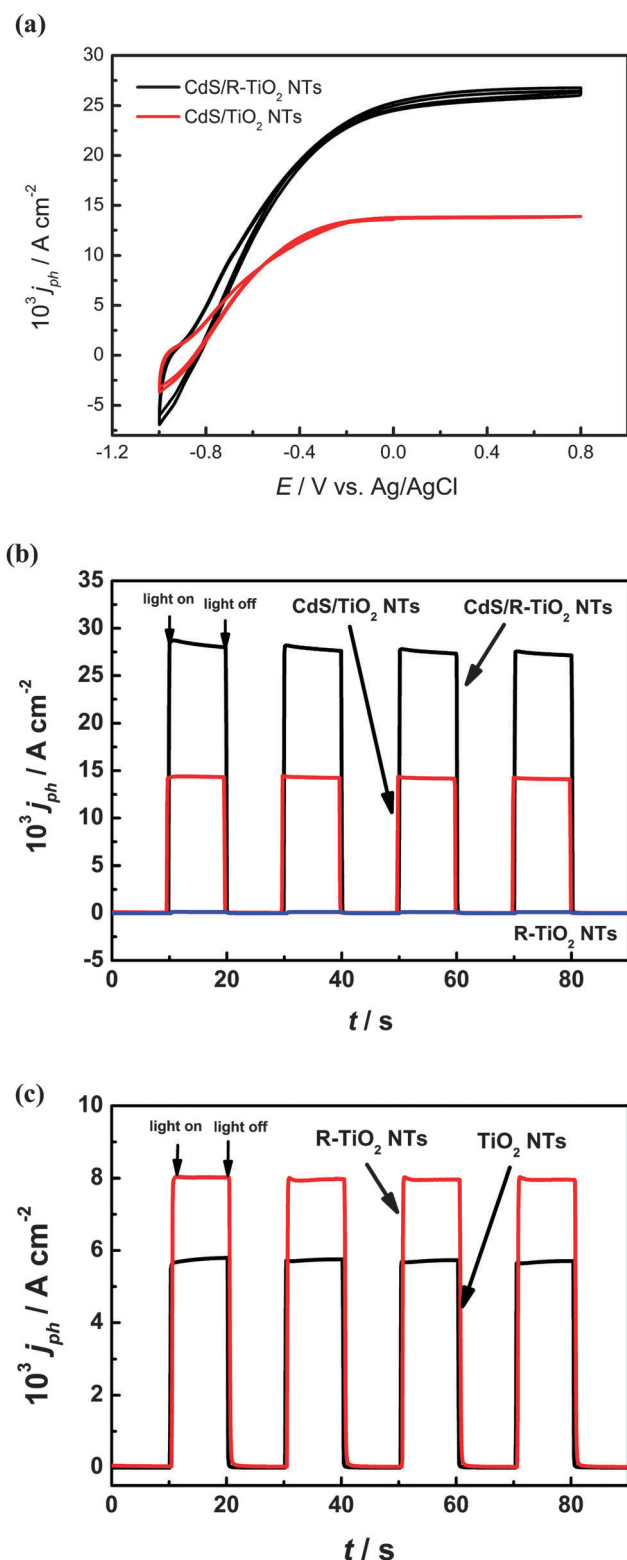 (a)
30
25
20
15
10
5
0
-5
CdS/R-TiO₂ NTs
CdS/TiO₂ NTs
10³ jₚₕ / A cm⁻²
-1.2 -0.8 -0.4 0.0 0.4 0.8
E / V vs. Ag/AgCl
(b)
35
30
25
20
15
10
5
0
-5
light on
light off
CdS/TiO₂ NTs
CdS/R-TiO₂ NTs
R-TiO₂ NTs
10³ jₚₕ / A cm⁻²
0 20 40 60 80
t / s
(c)
10
8
6
4
2
0
light on
light off
R-TiO₂ NTs
TiO₂ NTs
10³ jₚₕ / A cm⁻²
0 20 40 60 80
t / s